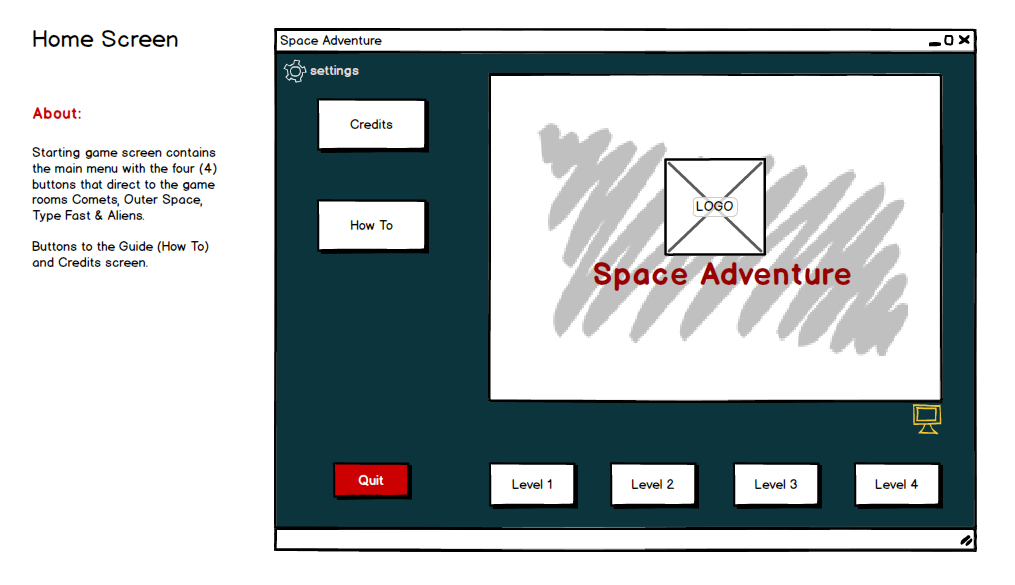 Home Screen
About:
Starting game screen contains
the main menu with the four (4)
buttons that direct to the game
rooms Comets, Outer Space,
Type Fast & Aliens.
Buttons to the Guide (How To)
and Credits screen.
Space Adventure
settings
Credits
How To
LOGO
Space Adventure
Quit
Level 1
Level 2
Level 3
Level 4